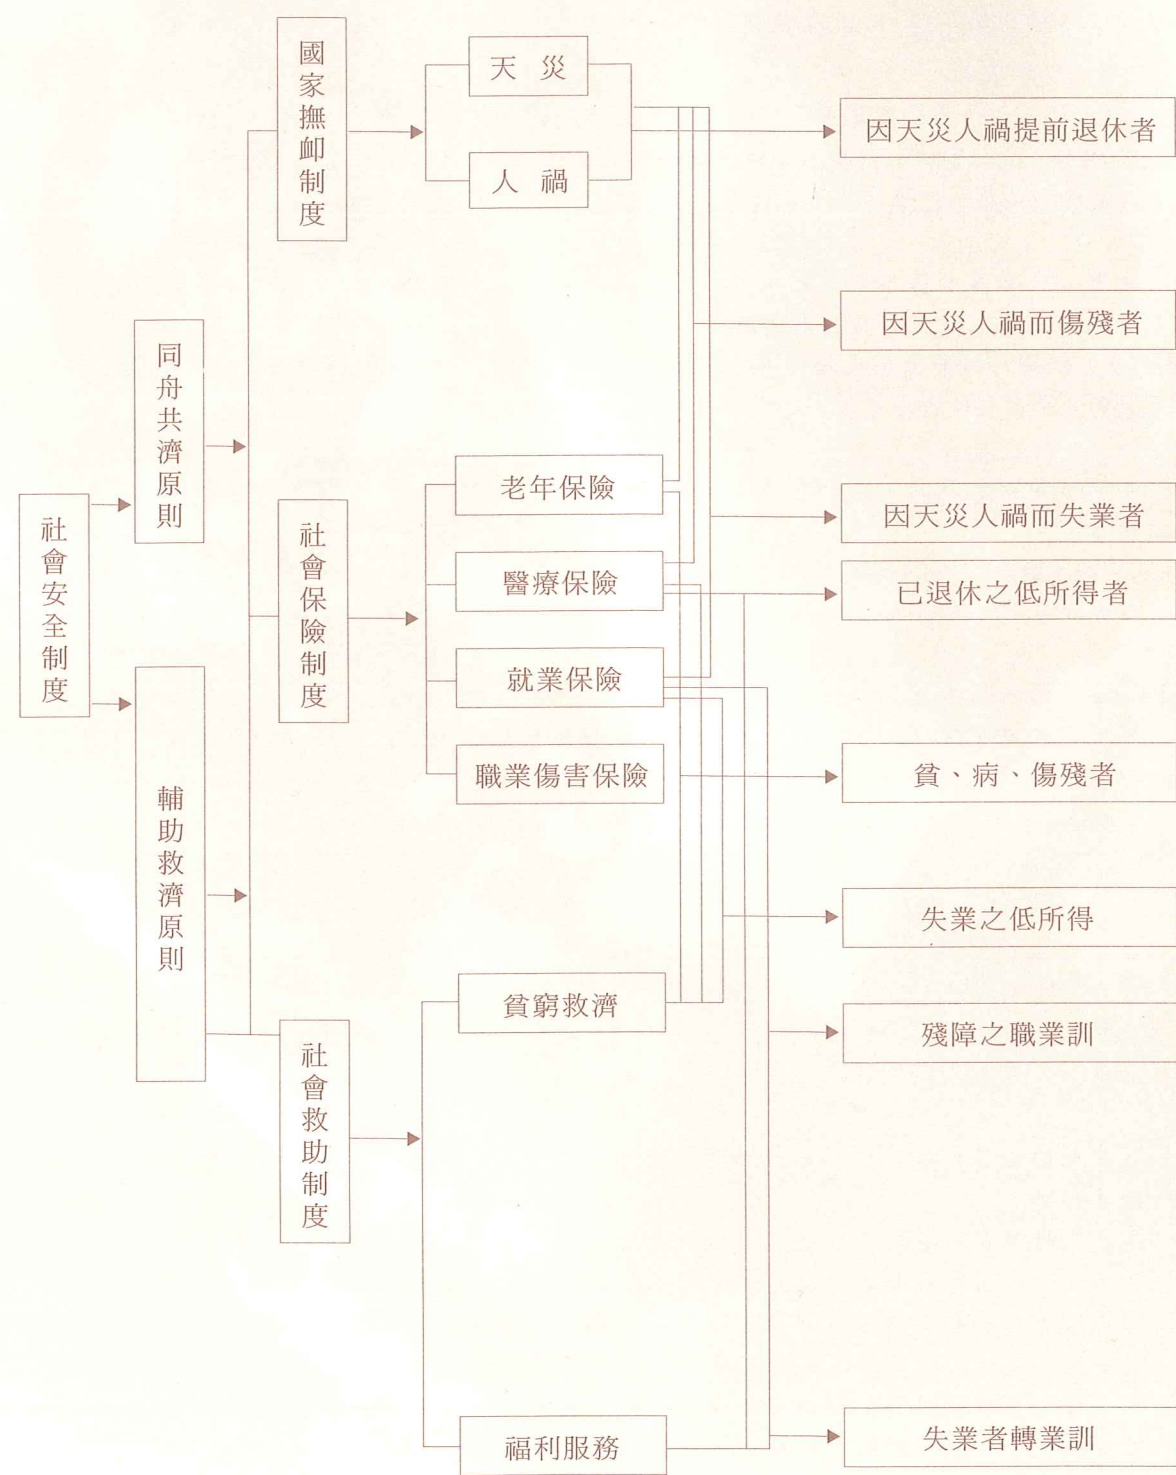 社會安全制度
同舟共濟原則
輔助救濟原則
國家撫卹制度
社會保險制度
社會救助制度
天災
人禍
老年保險
醫療保險
就業保險
職業傷害保險
貧窮救濟
福利服務
因天災人禍提前退休者
因天災人禍而傷殘者
因天災人禍而失業者
已退休之低所得者
貧、病、傷殘者
失業之低所得
殘障之職業訓
失業者轉業訓